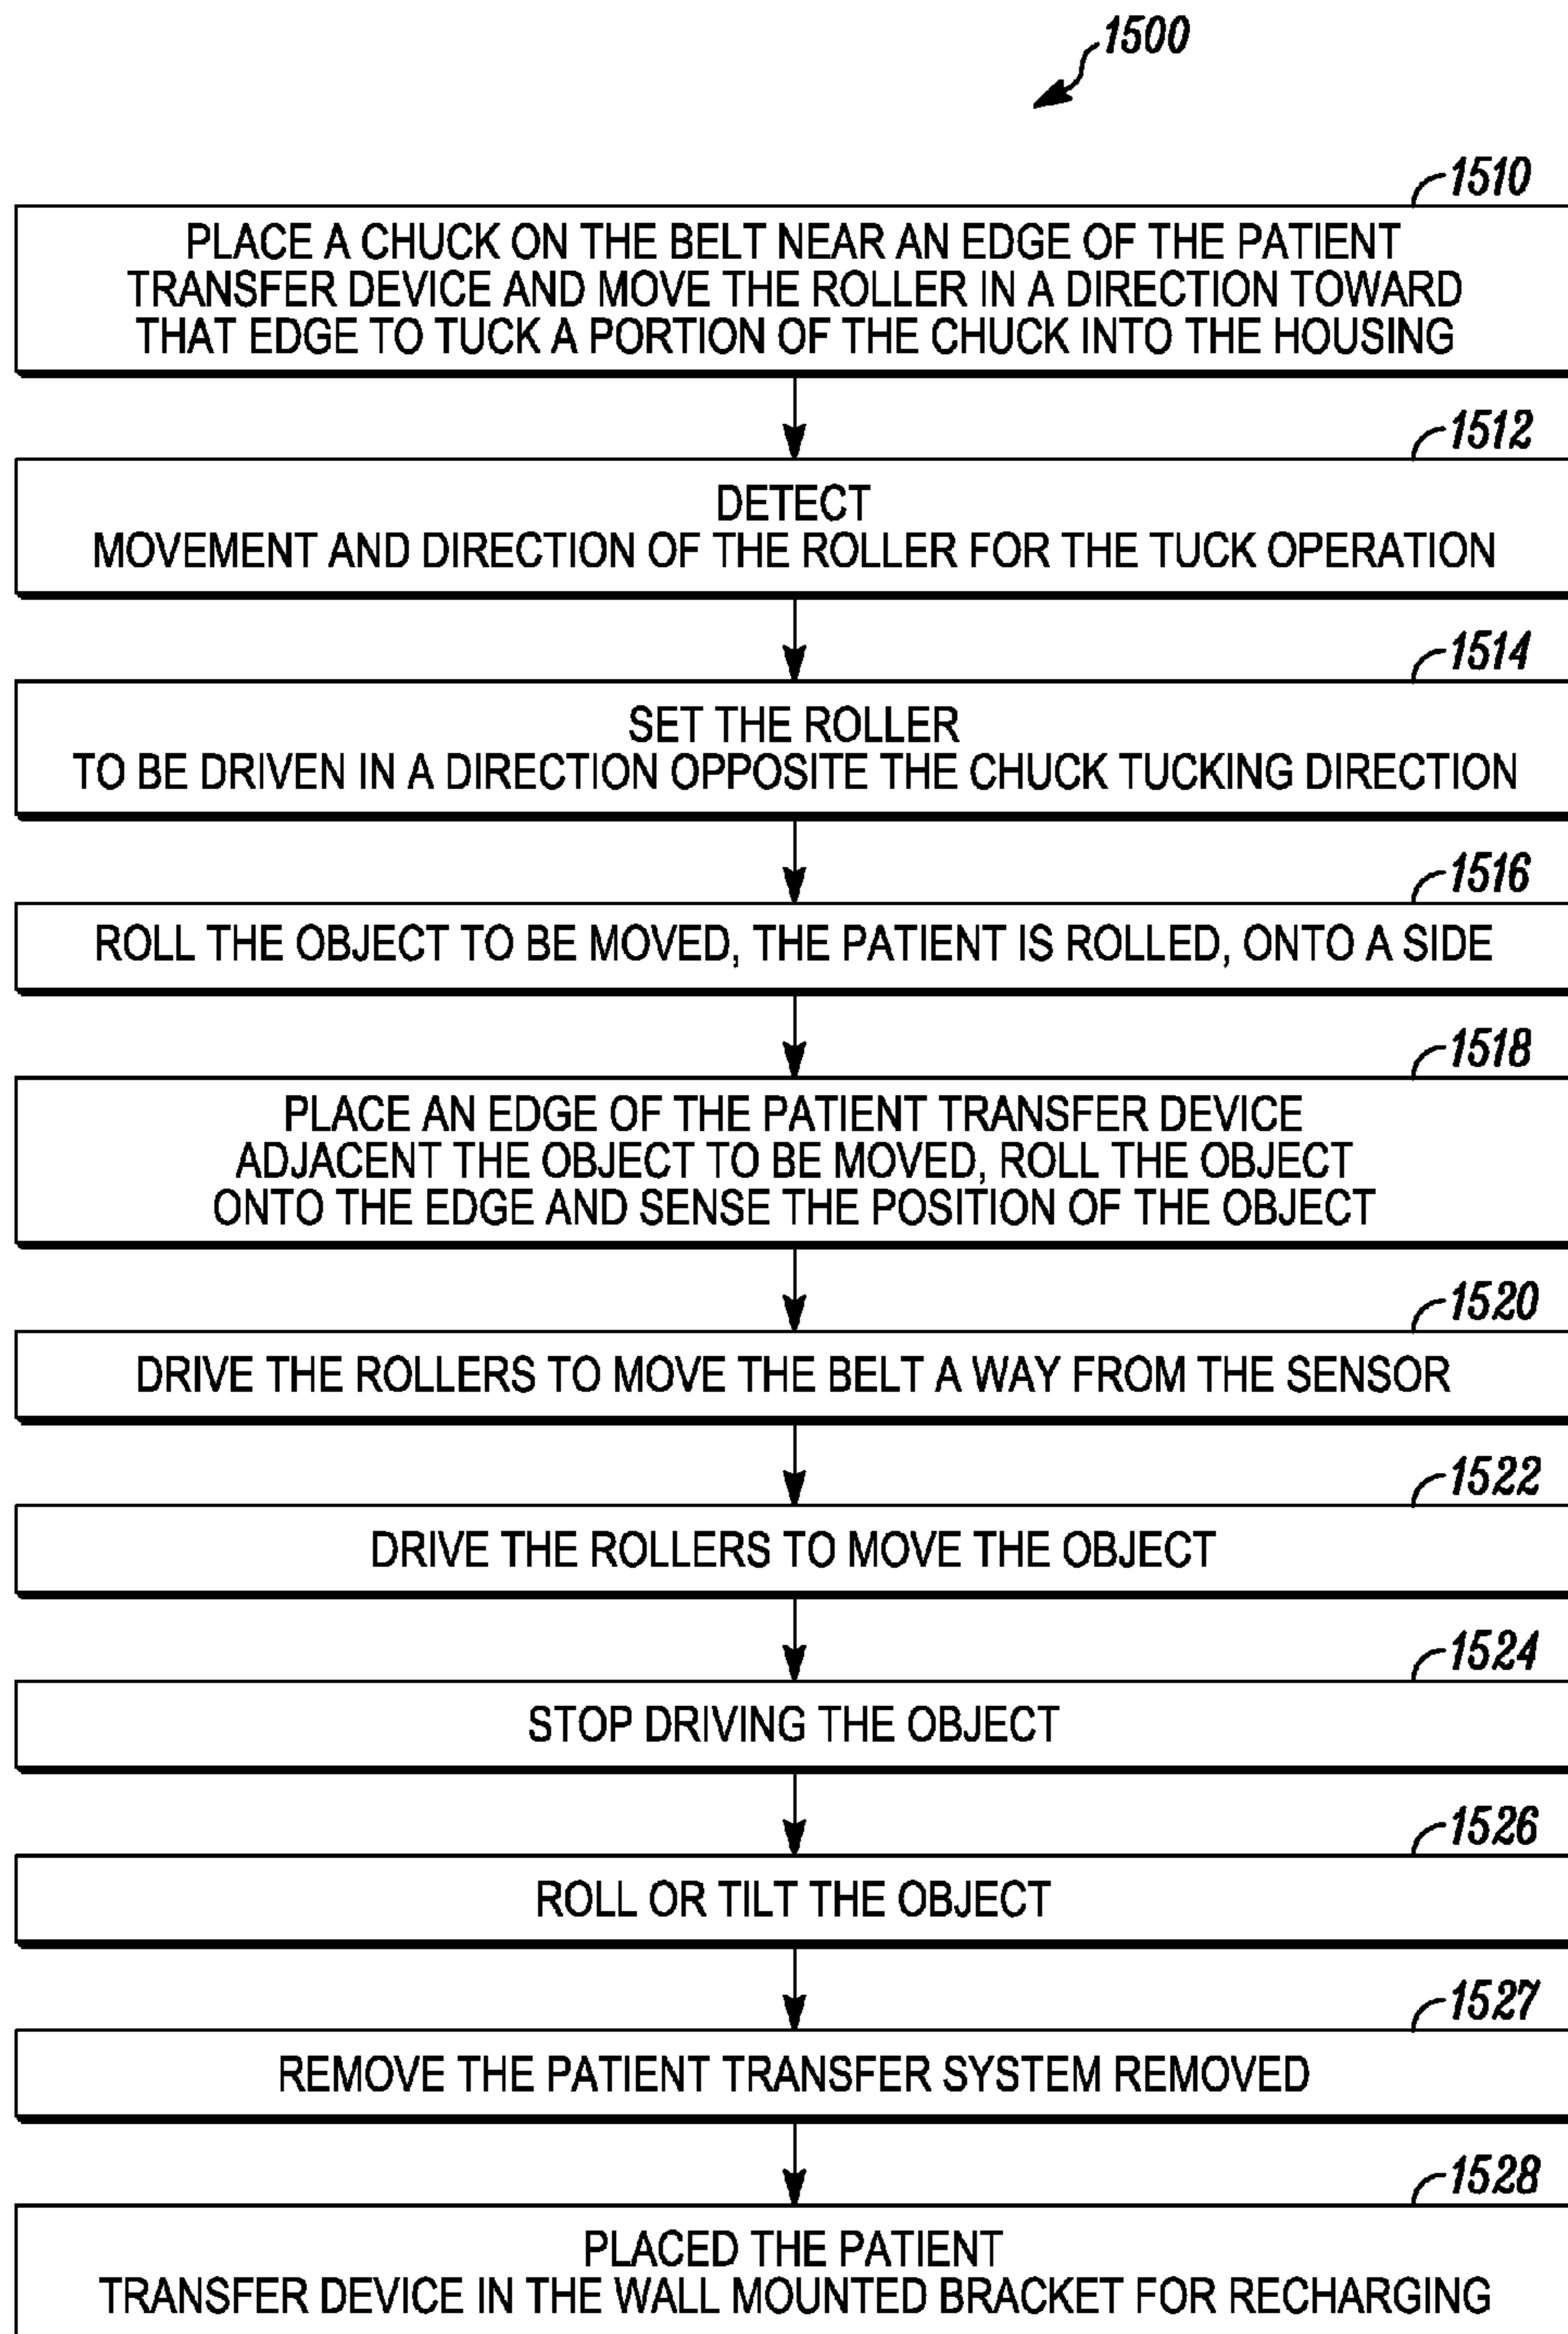 1500
1510
PLACE A CHUCK ON THE BELT NEAR AN EDGE OF THE PATIENT
TRANSFER DEVICE AND MOVE THE ROLLER IN A DIRECTION TOWARD
THAT EDGE TO TUCK A PORTION OF THE CHUCK INTO THE HOUSING
1512
DETECT
MOVEMENT AND DIRECTION OF THE ROLLER FOR THE TUCK OPERATION
1514
SET THE ROLLER
TO BE DRIVEN IN A DIRECTION OPPOSITE THE CHUCK TUCKING DIRECTION
1516
ROLL THE OBJECT TO BE MOVED, THE PATIENT IS ROLLED, ONTO A SIDE
1518
PLACE AN EDGE OF THE PATIENT TRANSFER DEVICE
ADJACENT THE OBJECT TO BE MOVED, ROLL THE OBJECT
ONTO THE EDGE AND SENSE THE POSITION OF THE OBJECT
1520
DRIVE THE ROLLERS TO MOVE THE BELT A WAY FROM THE SENSOR
1522
DRIVE THE ROLLERS TO MOVE THE OBJECT
1524
STOP DRIVING THE OBJECT
1526
ROLL OR TILT THE OBJECT
1527
REMOVE THE PATIENT TRANSFER SYSTEM REMOVED
1528
PLACED THE PATIENT
TRANSFER DEVICE IN THE WALL MOUNTED BRACKET FOR RECHARGING